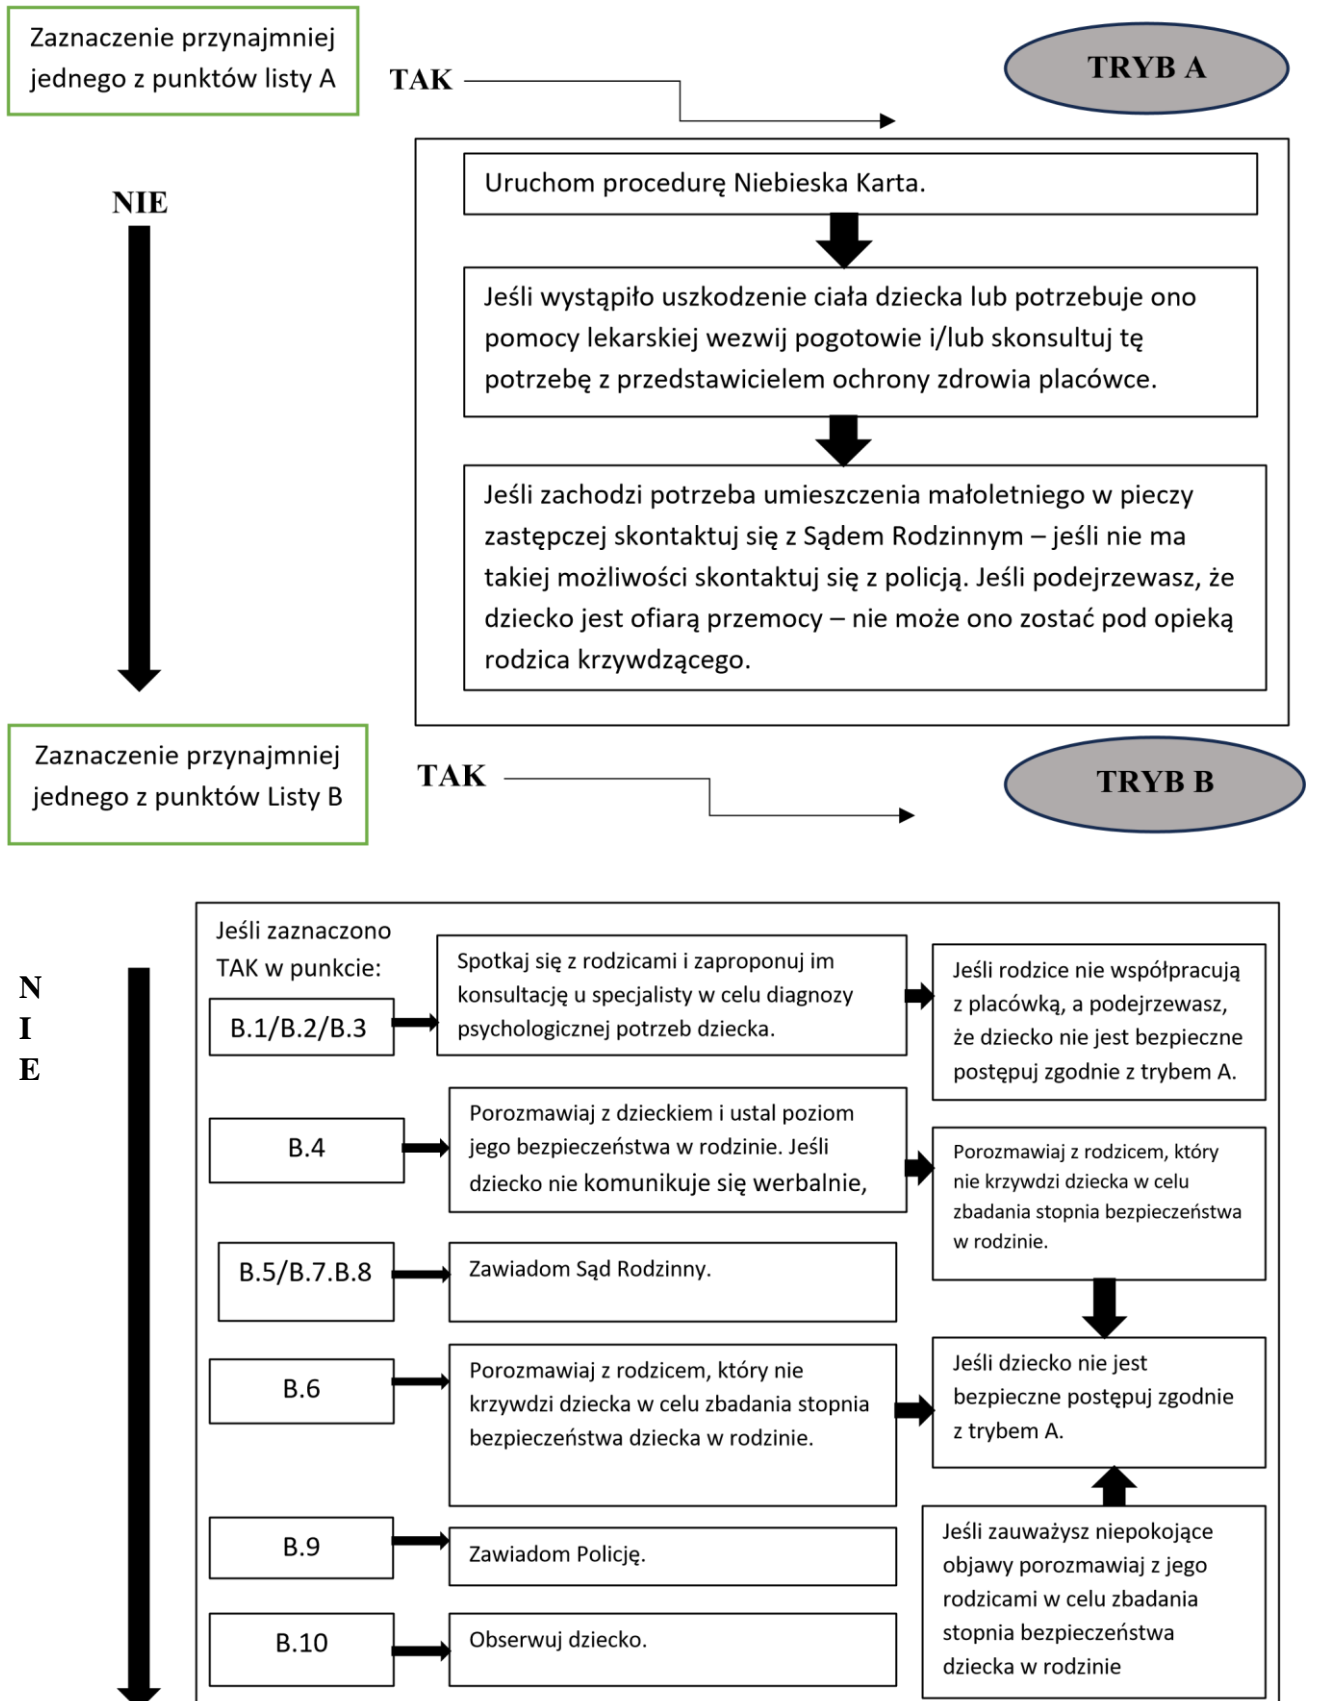 Zaznaczenie przynajmniej
jednego z punktów listy A
TAK
TRYB A
NIE
Uruchom procedurę Niebieska Karta.
Jeśli wystąpiło uszkodzenie ciała dziecka lub potrzebuje ono
pomocy lekarskiej wezwij pogotowie i/lub skonsultuj tę
potrzebę z przedstawicielem ochrony zdrowia placówce.
Jeśli zachodzi potrzeba umieszczenia małoletniego w pieczy
zastępczej skontaktuj się z Sądem Rodzinnym – jeśli nie ma
takiej możliwości skontaktuj się z policją. Jeśli podejrzewasz, że
dziecko jest ofiarą przemocy – nie może ono zostać pod opieką
rodzica krzywdzącego.
Zaznaczenie przynajmniej
jednego z punktów Listy B
TAK
TRYB B
N
I
E
Jeśli zaznaczono
TAK w punkcie:
B.1/B.2/B.3
Spotkaj się z rodzicami i zaproponuj im
konsultację u specjalisty w celu diagnozy
psychologicznej potrzeb dziecka.
Jeśli rodzice nie współpracują
z placówką, a podejrzewasz,
że dziecko nie jest bezpieczne
postępuj zgodnie z trybem A.
B.4
Porozmawiaj z dzieckiem i ustal poziom
jego bezpieczeństwa w rodzinie. Jeśli
dziecko nie komunikuje się werbalnie,
Porozmawiaj z rodzicem, który
nie krzywdzi dziecka w celu
zbadania stopnia bezpieczeństwa
w rodzinie.
B.5/B.7.B.8
Zawiadom Sąd Rodzinny.
B.6
Porozmawiaj z rodzicem, który nie
krzywdzi dziecka w celu zbadania stopnia
bezpieczeństwa dziecka w rodzinie.
Jeśli dziecko nie jest
bezpieczne postępuj zgodnie
z trybem A.
B.9
Zawiadom Policję.
B.10
Obserwuj dziecko.
Jeśli zauważysz niepokojące
objawy porozmawiaj z jego
rodzicami w celu zbadania
stopnia bezpieczeństwa
dziecka w rodzinie